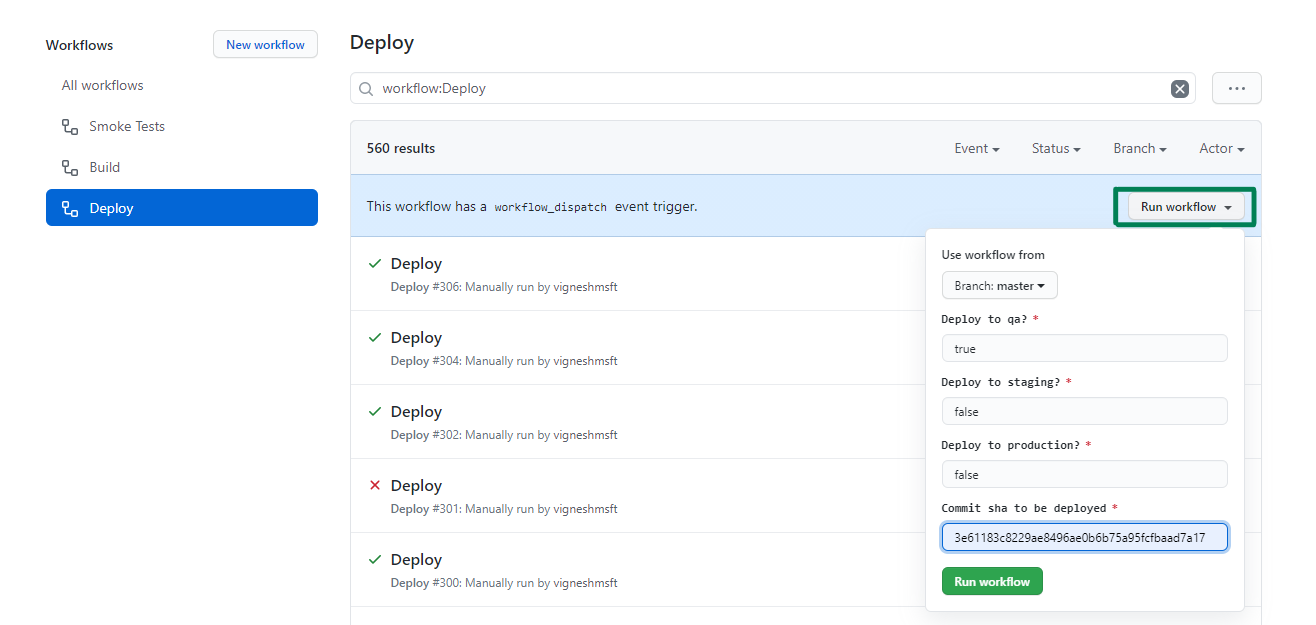 Workflows
New workflow
All workflows
Smoke Tests
Build
Deploy
Deploy
workflow:Deploy
560 results
Event
Status
Branch
Actor
This workflow has a workflow_dispatch event trigger.
Run workflow
Deploy
Deploy #306: Manually run by vigneshmsft
Deploy
Deploy #304: Manually run by vigneshmsft
Deploy
Deploy #302: Manually run by vigneshmsft
Deploy
Deploy #301: Manually run by vigneshmsft
Deploy
Deploy #300: Manually run by vigneshmsft
Use workflow from
Branch: master
Deploy to qa? *
true
Deploy to staging? *
false
Deploy to production? *
false
Commit sha to be deployed *
3e61183c8229ae8496ae0b6b75a95fcfbaad7a17
Run workflow